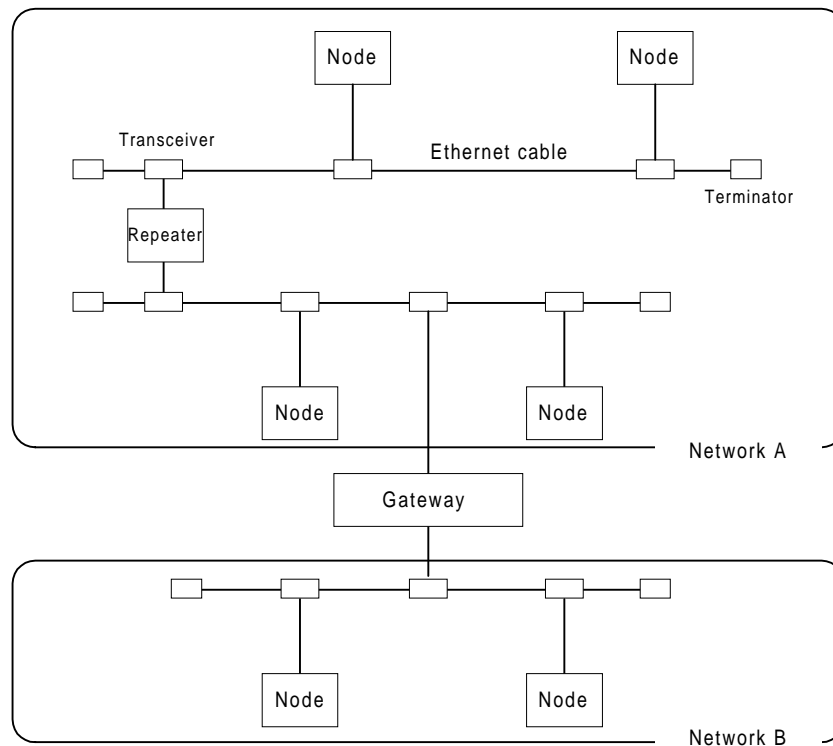 Node
Node
Transceiver
Ethernet cable
Terminator
Repeater
Node
Node
Network A
Gateway
Node
Node
Network B